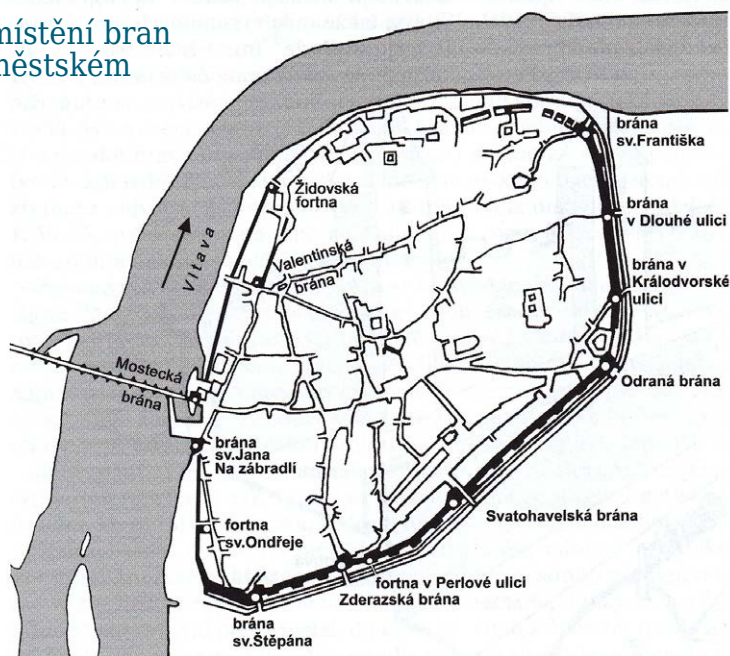 místění bran
městském
brána
sv.Františka
Židovská
fortna
brána
v Dlouhé ulici
Vltava
Valentinská
brána
brána v
Králodvorské
ulici
Mostecká
brána
Odraná brána
brána
sv.Jana
Na zábradlí
Svatohavelská brána
fortna
sv.Ondřeje
fortna v Perlové ulici
Zderazská brána
brána
sv.Štěpána